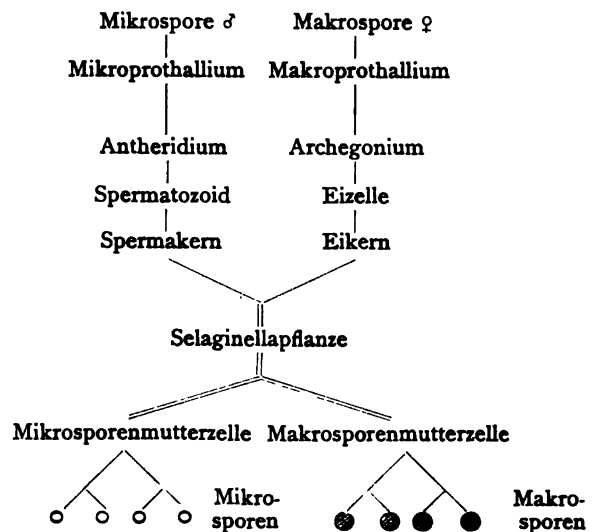 Mikrospore ♂ Makrospore ♀
Mikroprothallium Makroprothallium
Antheridium Archegonium
Spermatozoid Eizelle
Spermakern Eikern
Selaginellapflanze
Mikrosporenmutterzelle Makrosporenmutterzelle
Mikro-
sporen
Makro-
sporen